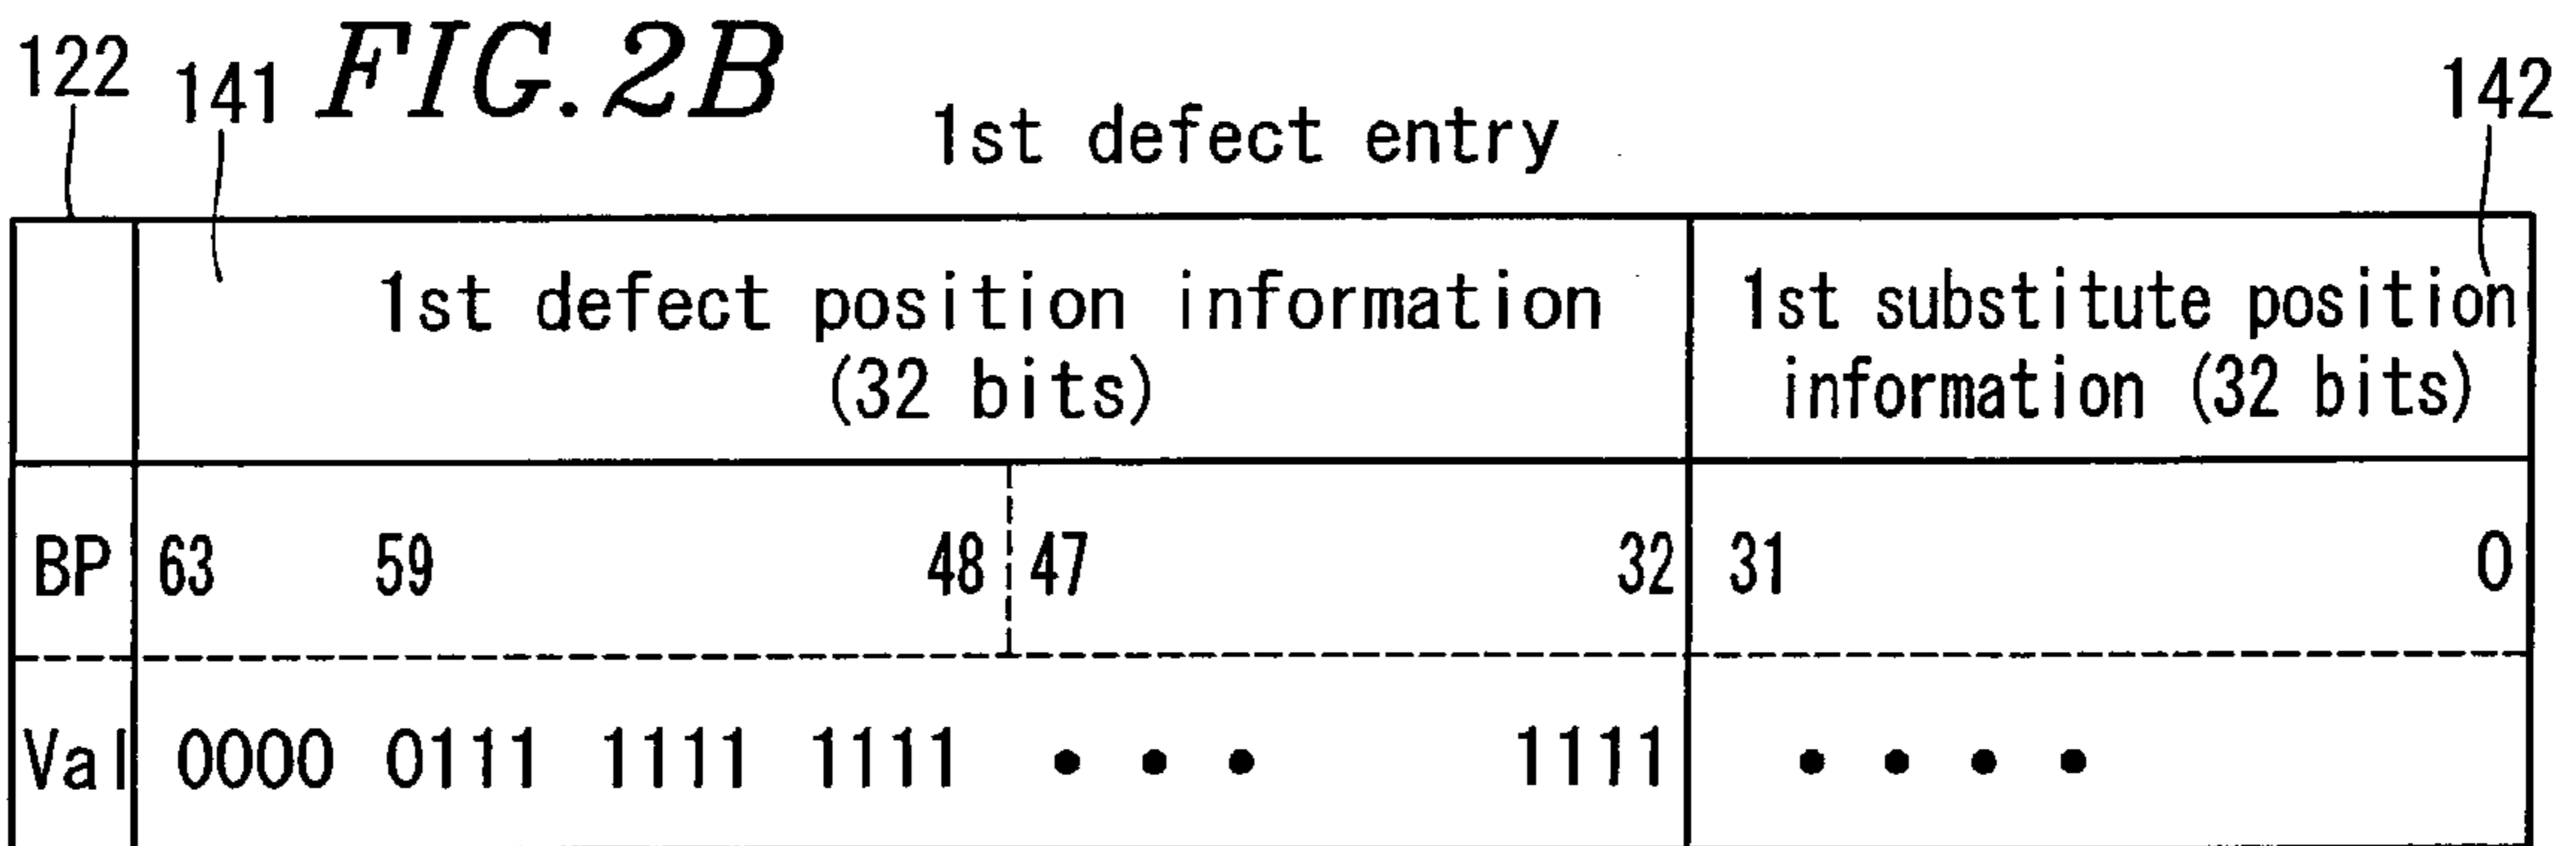 122 141 FIG. 2B 142
1st defect entry
1st defect position information (32 bits)
1st substitute position information (32 bits)
BP 63 59 48 47 32 31 0
Val 0000 0111 1111 1111 • • • 1111 • • • •